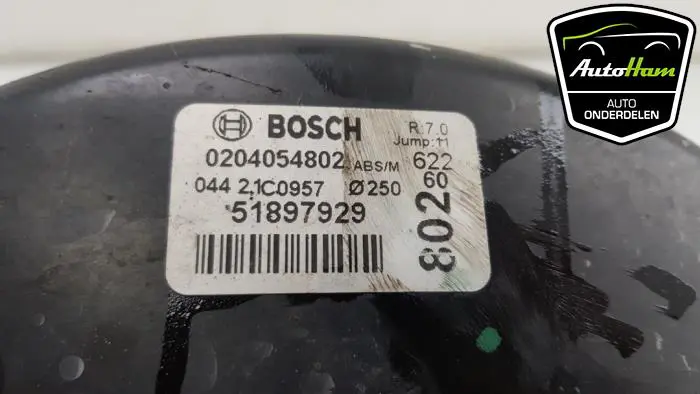 AutoHam
AUTO
ONDERDELEN
BOSCH
R:7.0
Jump:11
0204054802 ABS/M 622
044 2,1C0957 Ø250 60
51897929
802